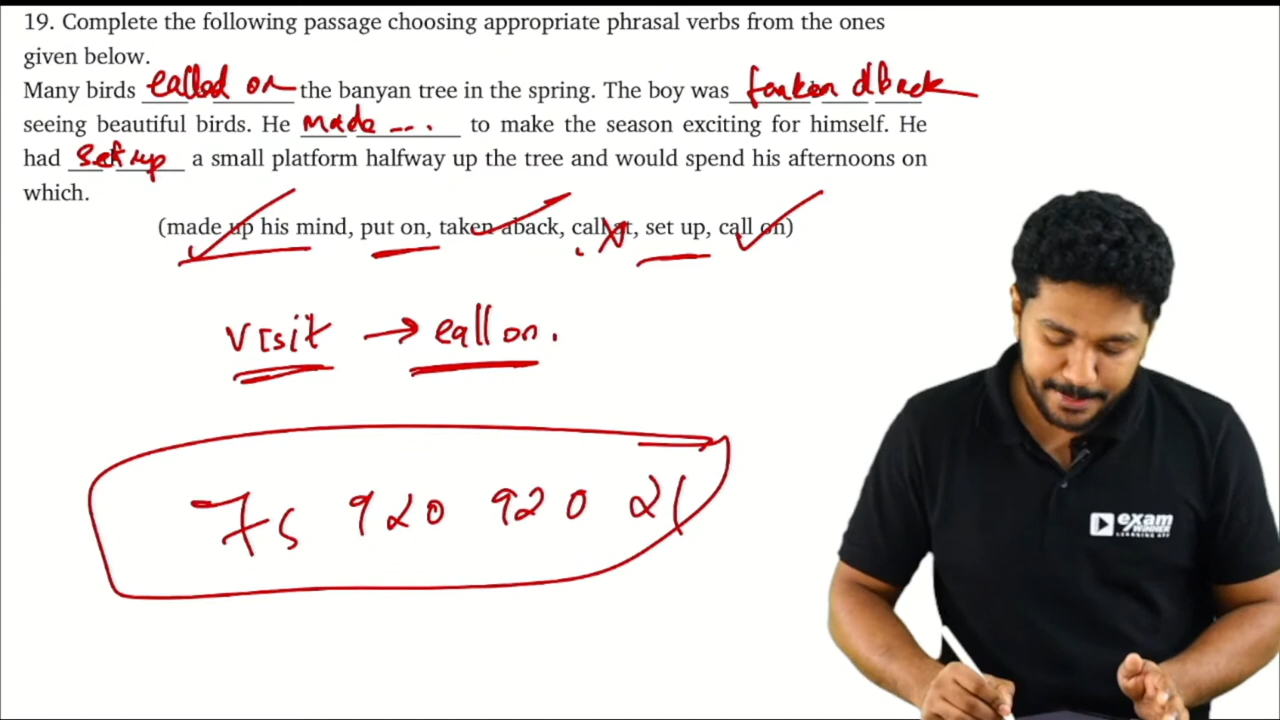 19. Complete the following passage choosing appropriate phrasal verbs from the ones
given below.
Many birds called on the banyan tree in the spring. The boy was taken aback
seeing beautiful birds. He made ... to make the season exciting for himself. He
had set up a small platform halfway up the tree and would spend his afternoons on
which.
(made up his mind, put on, taken aback, call at, set up, call on)
visit → call on.
75 920 920 21
exam
WINNER
LEARNING APP